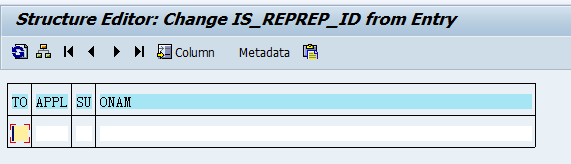 Structure Editor: Change IS_REPREP_ID from Entry
Column Metadata
TO APPL SU ONAM